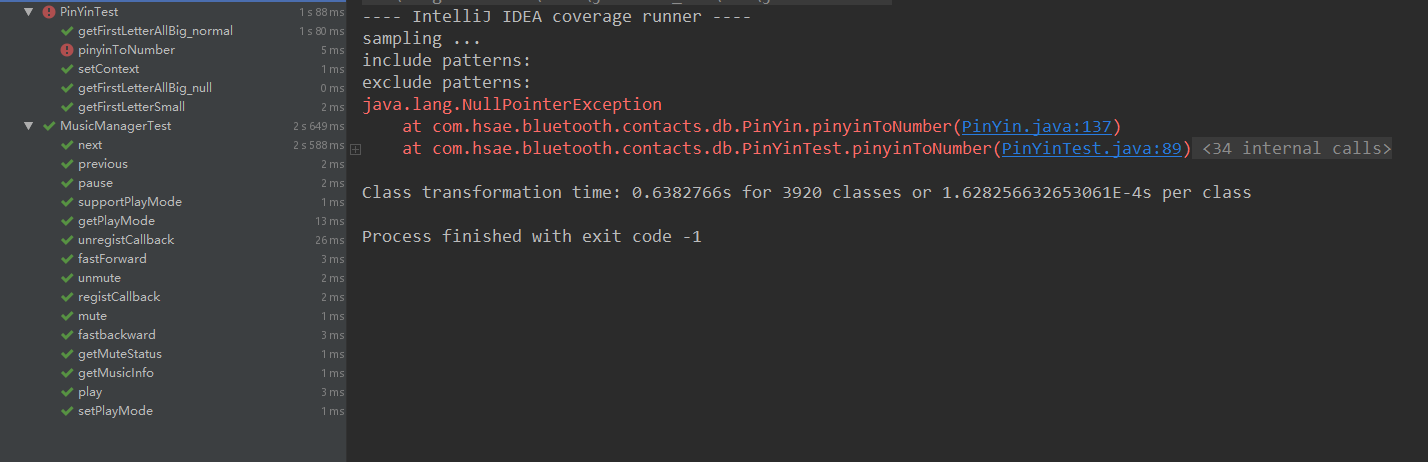 PinYinTest 1 s 88 ms
getFirstLetterAllBig_normal 1 s 80 ms
pinyinToNumber 5 ms
setContext 1 ms
getFirstLetterAllBig_null 0 ms
getFirstLetterSmall 2 ms
MusicManagerTest 2 s 649 ms
next 2 s 588 ms
previous 2 ms
pause 2 ms
supportPlayMode 1 ms
getPlayMode 13 ms
unregistCallback 26 ms
fastForward 3 ms
unmute 2 ms
registCallback 2 ms
mute 1 ms
fastbackward 3 ms
getMuteStatus 1 ms
getMusicInfo 1 ms
play 3 ms
setPlayMode 1 ms
---- IntelliJ IDEA coverage runner ----
sampling ...
include patterns:
exclude patterns:
java.lang.NullPointerException
at com.hsae.bluetooth.contacts.db.PinYin.pinyinToNumber(PinYin.java:137)
at com.hsae.bluetooth.contacts.db.PinYinTest.pinyinToNumber(PinYinTest.java:89) <34 internal calls>
Class transformation time: 0.6382766s for 3920 classes or 1.628256632653061E-4s per class
Process finished with exit code -1